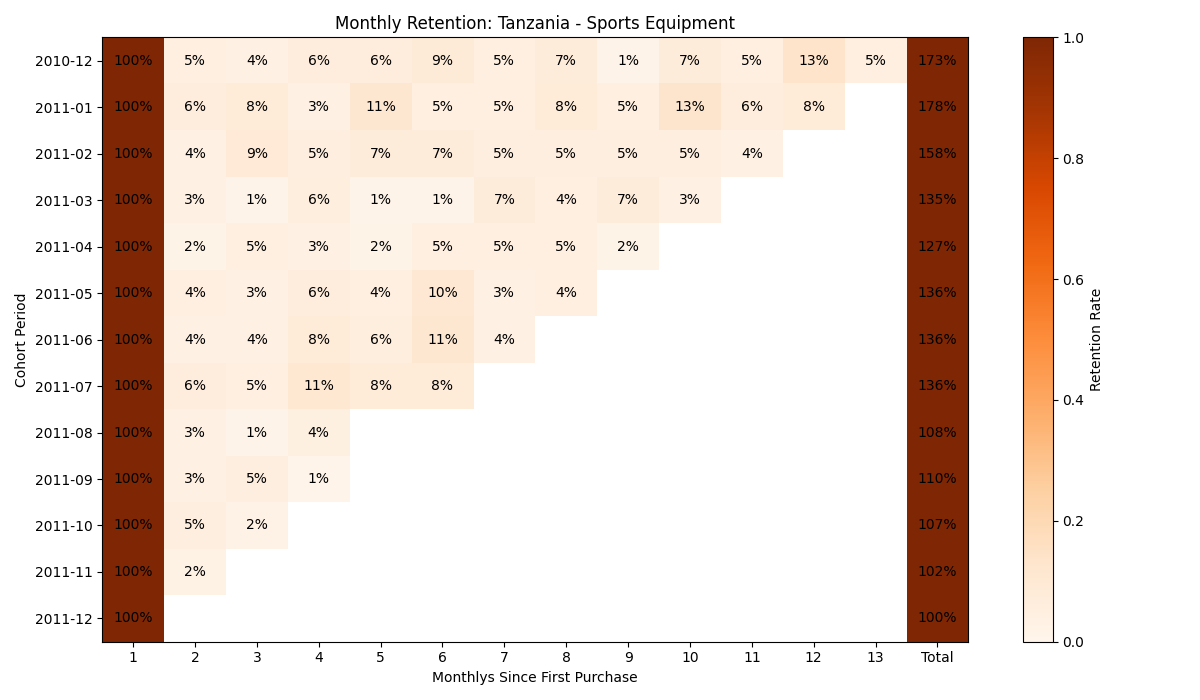 Monthly Retention: Tanzania - Sports Equipment
2010-12 100% 5% 4% 6% 6% 9% 5% 7% 1% 7% 5% 13% 5% 173%
2011-01 100% 6% 8% 3% 11% 5% 5% 8% 5% 13% 6% 8% 178%
2011-02 100% 4% 9% 5% 7% 7% 5% 5% 5% 5% 4% 158%
2011-03 100% 3% 1% 6% 1% 1% 7% 4% 7% 3% 135%
2011-04 100% 2% 5% 3% 2% 5% 5% 5% 2% 127%
2011-05 100% 4% 3% 6% 4% 10% 3% 4% 136%
2011-06 100% 4% 4% 8% 6% 11% 4% 136%
2011-07 100% 6% 5% 11% 8% 8% 136%
2011-08 100% 3% 1% 4% 108%
2011-09 100% 3% 5% 1% 110%
2011-10 100% 5% 2% 107%
2011-11 100% 2% 102%
2011-12 100% 100%
1 2 3 4 5 6 7 8 9 10 11 12 13 Total
Monthlys Since First Purchase
Cohort Period
1.0
0.8
0.6
0.4
0.2
0.0
Retention Rate